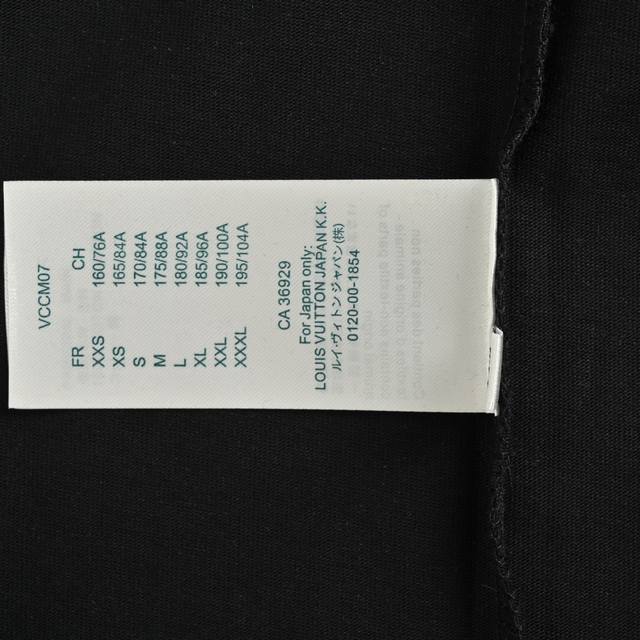 VCCM07
FR CH
XXS 160/76A
XS 165/84A
S 170/84A
M 175/88A
L 180/92A
XL 185/96A
XXL 190/100A
XXXL 195/104A
CA 36929
For Japan only:
LOUIS VUITTON JAPAN K.K.
ルイ・ヴィトン ジャパン(株)
0120-00-1854